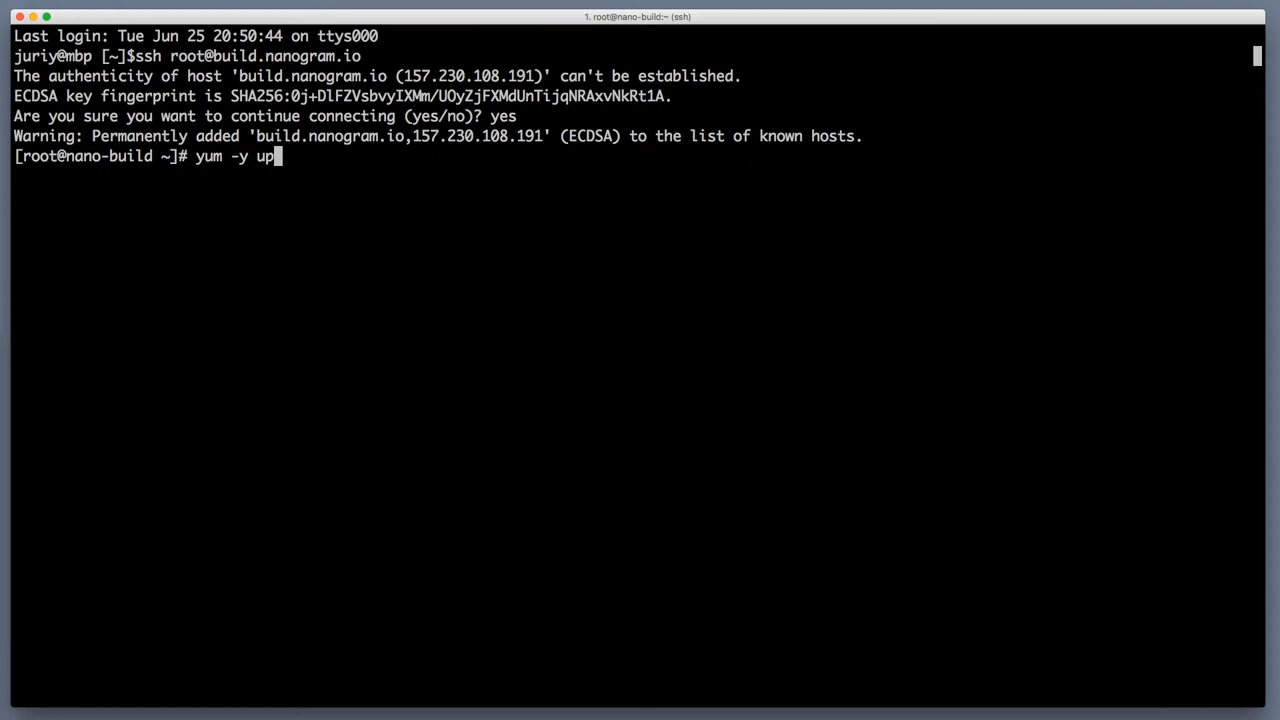 1. root@nano-build:~ (ssh)
Last login: Tue Jun 25 20:50:44 on ttys000
juriy@mbp [~]$ssh root@build.nanogram.io
The authenticity of host 'build.nanogram.io (157.230.108.191)' can't be established.
ECDSA key fingerprint is SHA256:0j+DlFZVsbvyIXMm/UOyZjFXMdUnTijqNRAxvNkRt1A.
Are you sure you want to continue connecting (yes/no)? yes
Warning: Permanently added 'build.nanogram.io,157.230.108.191' (ECDSA) to the list of known hosts.
[root@nano-build ~]# yum -y up